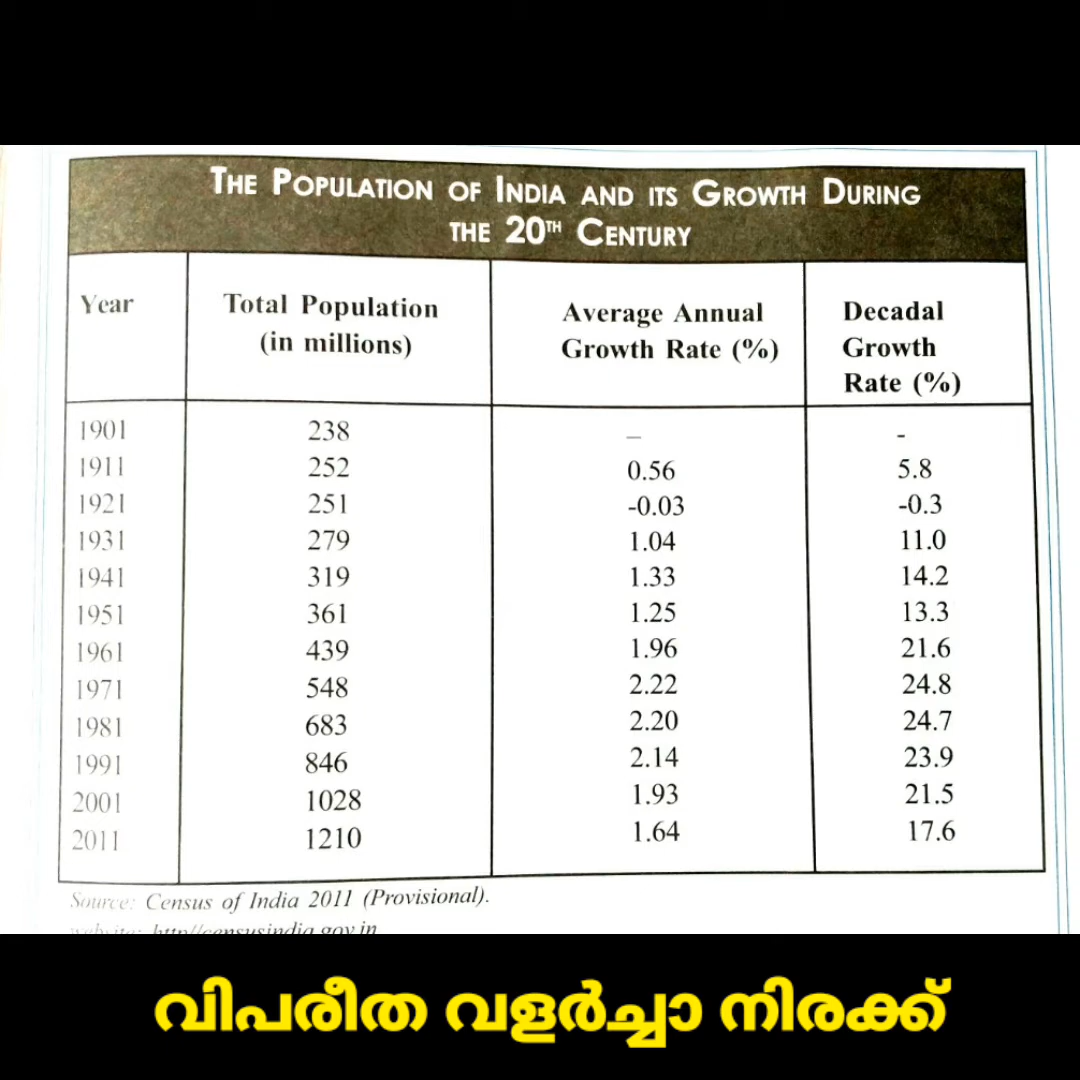 THE POPULATION OF INDIA AND ITS GROWTH DURING
THE 20TH CENTURY
Year Total Population (in millions) Average Annual Growth Rate (%) Decadal Growth Rate (%)
1901 238 – -
1911 252 0.56 5.8
1921 251 -0.03 -0.3
1931 279 1.04 11.0
1941 319 1.33 14.2
1951 361 1.25 13.3
1961 439 1.96 21.6
1971 548 2.22 24.8
1981 683 2.20 24.7
1991 846 2.14 23.9
2001 1028 1.93 21.5
2011 1210 1.64 17.6
Source: Census of India 2011 (Provisional).
website: http//censusindia.gov.in
വിപരീത വളർച്ചാ നിരക്ക്